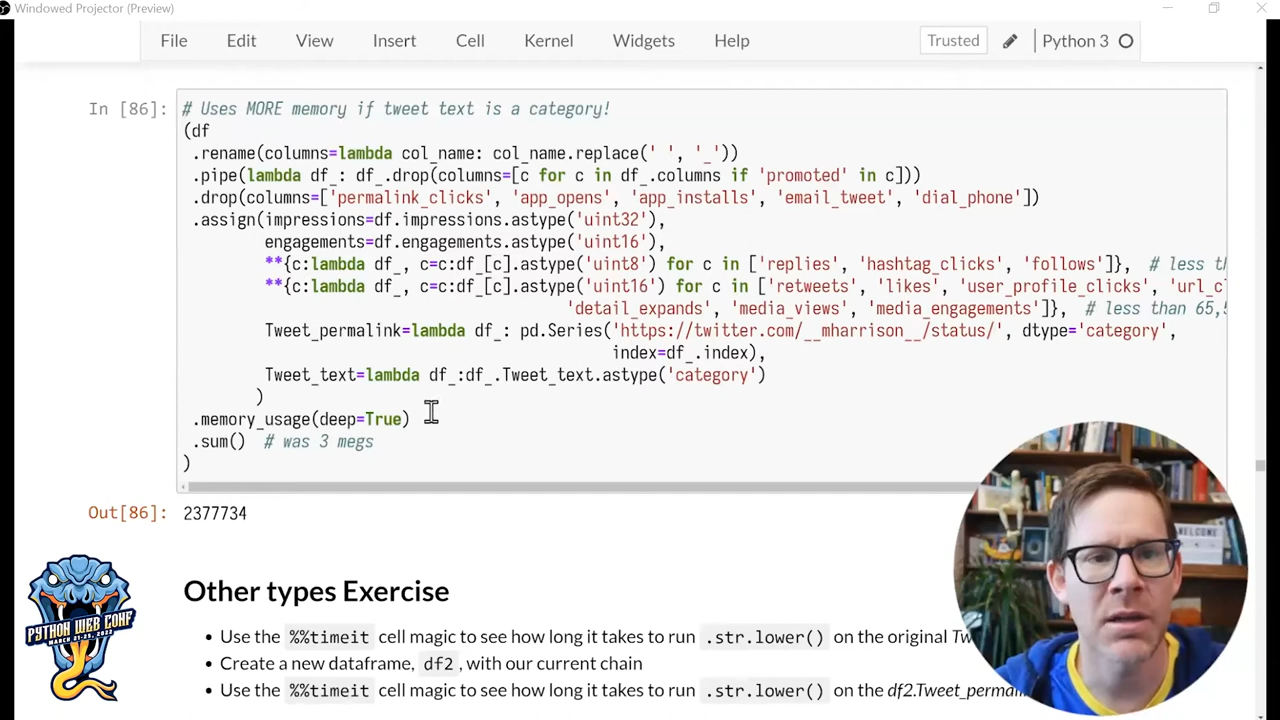 Windowed Projector (Preview)
File Edit View Insert Cell Kernel Widgets Help Trusted Python 3
In [86]: # Uses MORE memory if tweet text is a category!
(df
.rename(columns=lambda col_name: col_name.replace(' ', '_'))
.pipe(lambda df_: df_.drop(columns=[c for c in df_.columns if 'promoted' in c]))
.drop(columns=['permalink_clicks', 'app_opens', 'app_installs', 'email_tweet', 'dial_phone'])
.assign(impressions=df.impressions.astype('uint32'),
engagements=df.engagements.astype('uint16'),
**{c:lambda df_, c=c:df_[c].astype('uint8') for c in ['replies', 'hashtag_clicks', 'follows']}, # less
**{c:lambda df_, c=c:df_[c].astype('uint16') for c in ['retweets', 'likes', 'user_profile_clicks',
'detail_expands', 'media_views', 'media_engagements']}, # less than
Tweet_permalink=lambda df_: pd.Series('https://twitter.com/__mharrison__/status/', dtype='category',
index=df_.index),
Tweet_text=lambda df_:df_.Tweet_text.astype('category')
)
.memory_usage(deep=True)
.sum() # was 3 megs
)
Out[86]: 2377734
Other types Exercise
• Use the %%timeit cell magic to see how long it takes to run .str.lower() on the original
• Create a new dataframe, df2 , with our current chain
• Use the %%timeit cell magic to see how long it takes to run .str.lower() on the
PYTHON WEB CONF
MARCH 21-25, 2022
WELCOME